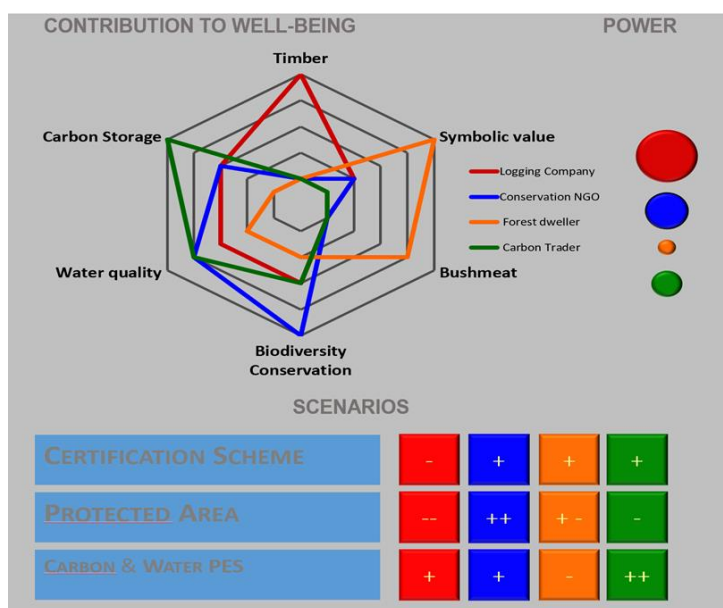 CONTRIBUTION TO WELL-BEING
POWER
Timber
Carbon Storage
Symbolic value
Logging Company
Conservation NGO
Forest dweller
Carbon Trader
Water quality
Bushmeat
Biodiversity
Conservation
SCENARIOS
CERTIFICATION SCHEME - + + +
PROTECTED AREA -- ++ + - -
CARBON & WATER PES + + - ++